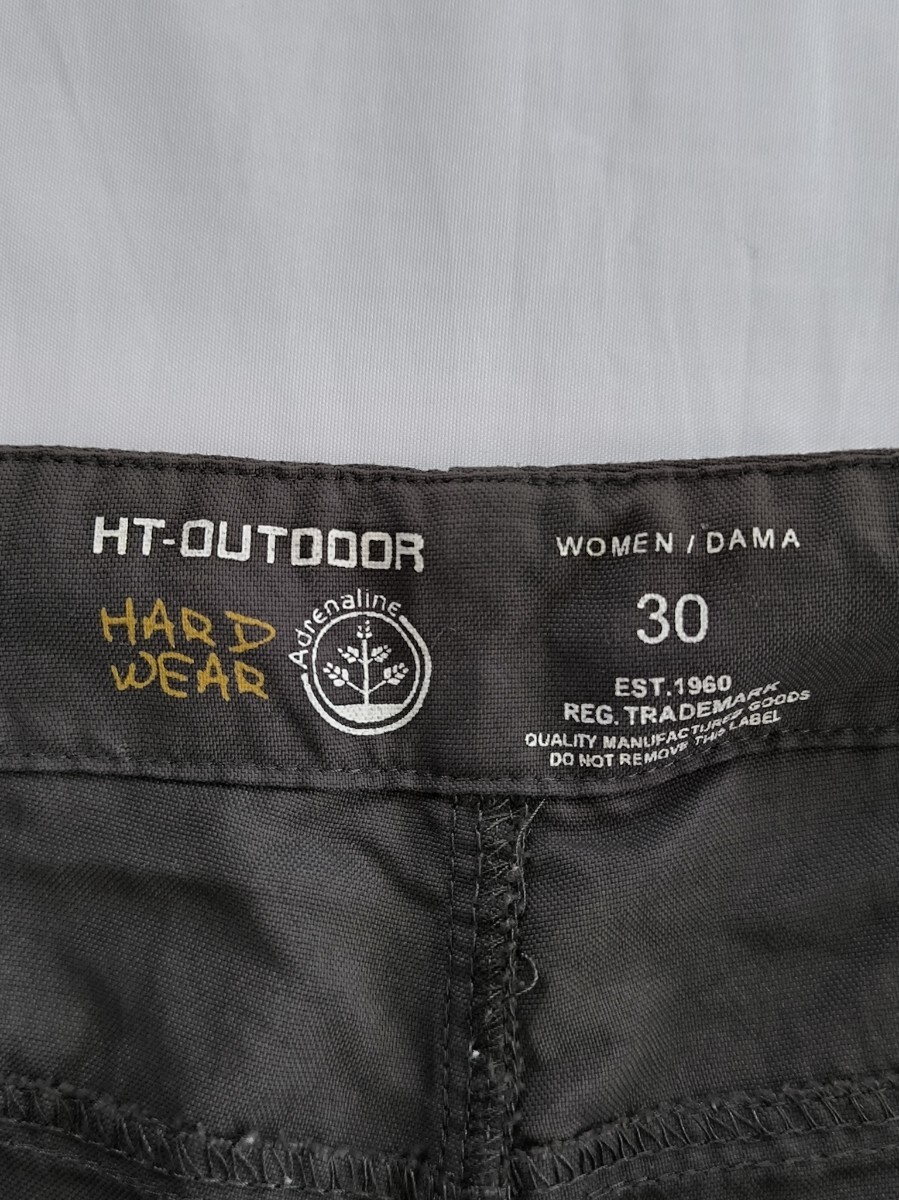 HT-OUTDOOR
HARD
WEAR
Adrenaline
WOMEN / DAMA
30
EST.1960
REG. TRADEMARK
QUALITY MANUFACTURED GOODS
DO NOT REMOVE THIS LABEL